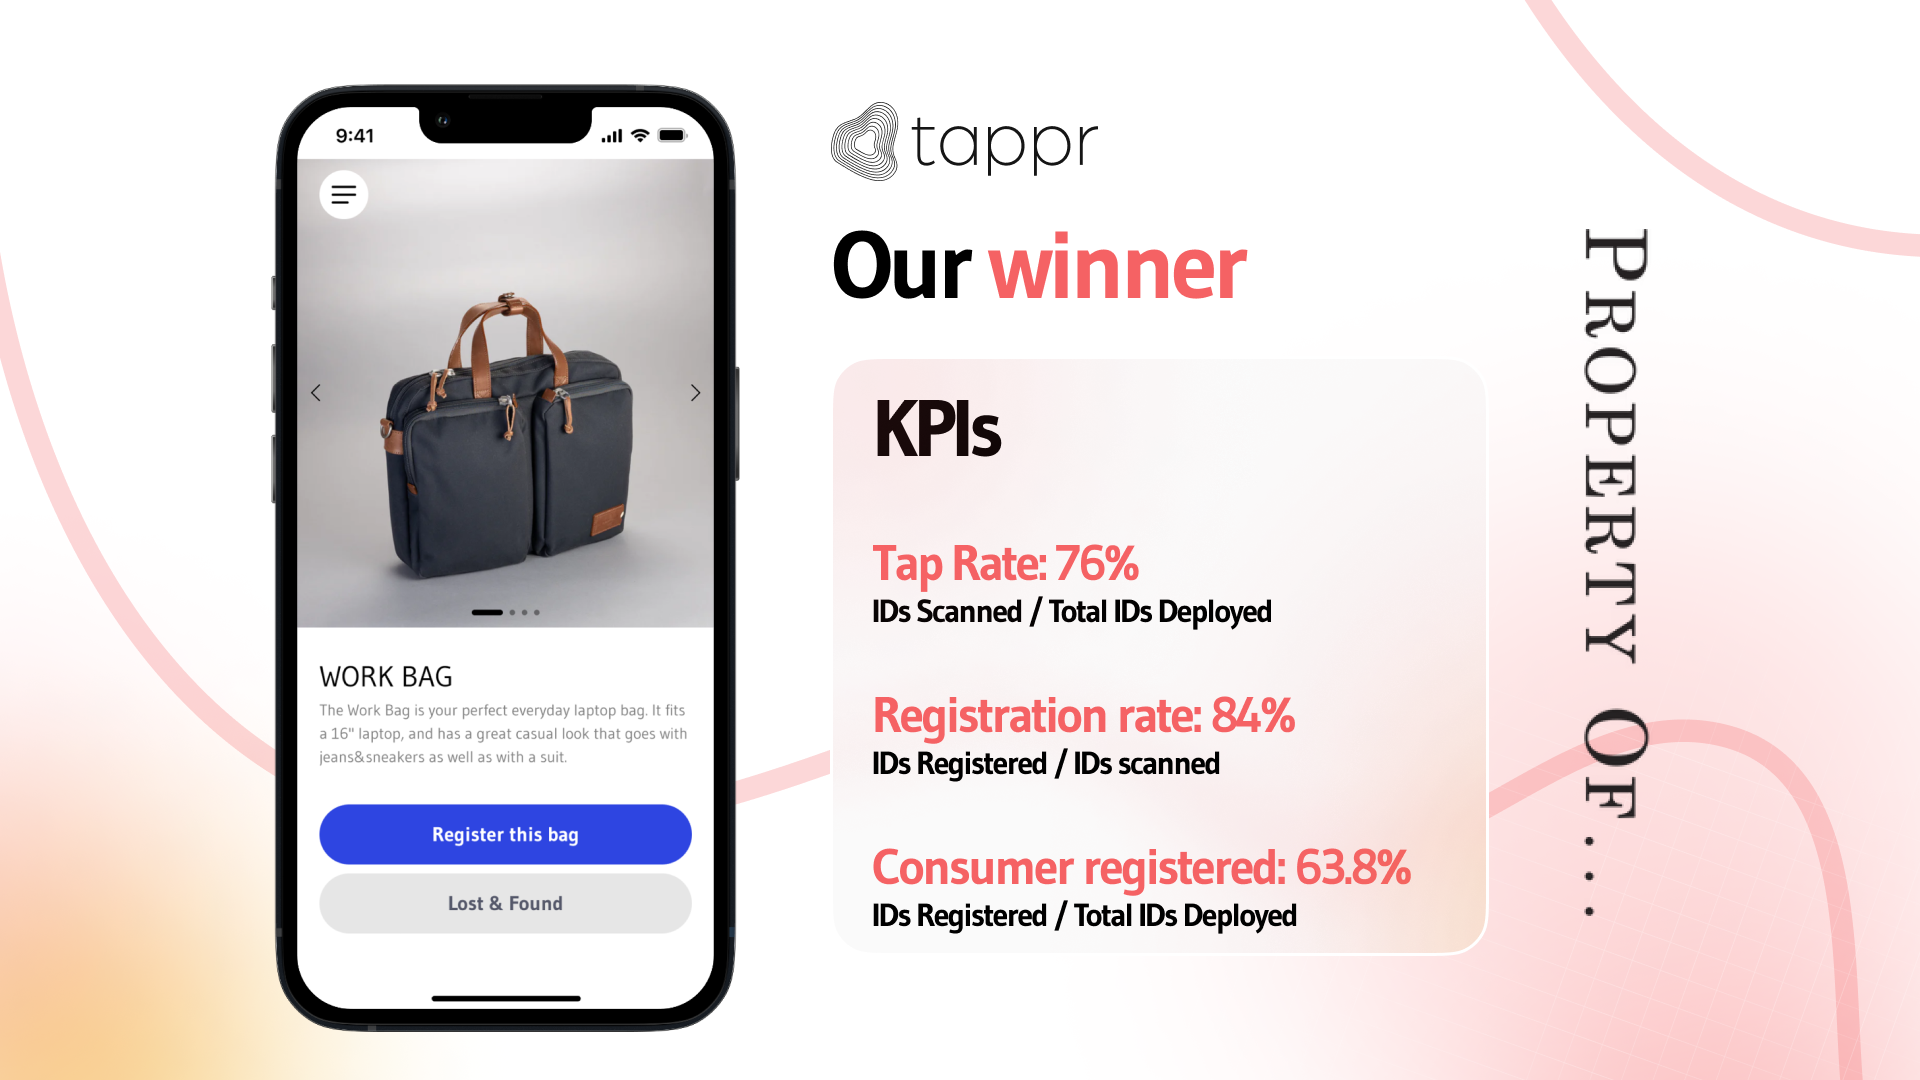 9:41
WORK BAG
The Work Bag is your perfect everyday laptop bag. It fits
a 16" laptop, and has a great casual look that goes with
jeans&sneakers as well as with a suit.
Register this bag
Lost & Found
tappr
Our winner
KPIs
Tap Rate: 76%
IDs Scanned / Total IDs Deployed
Registration rate: 84%
IDs Registered / IDs scanned
Consumer registered: 63.8%
IDs Registered / Total IDs Deployed
PROPERTY OF...